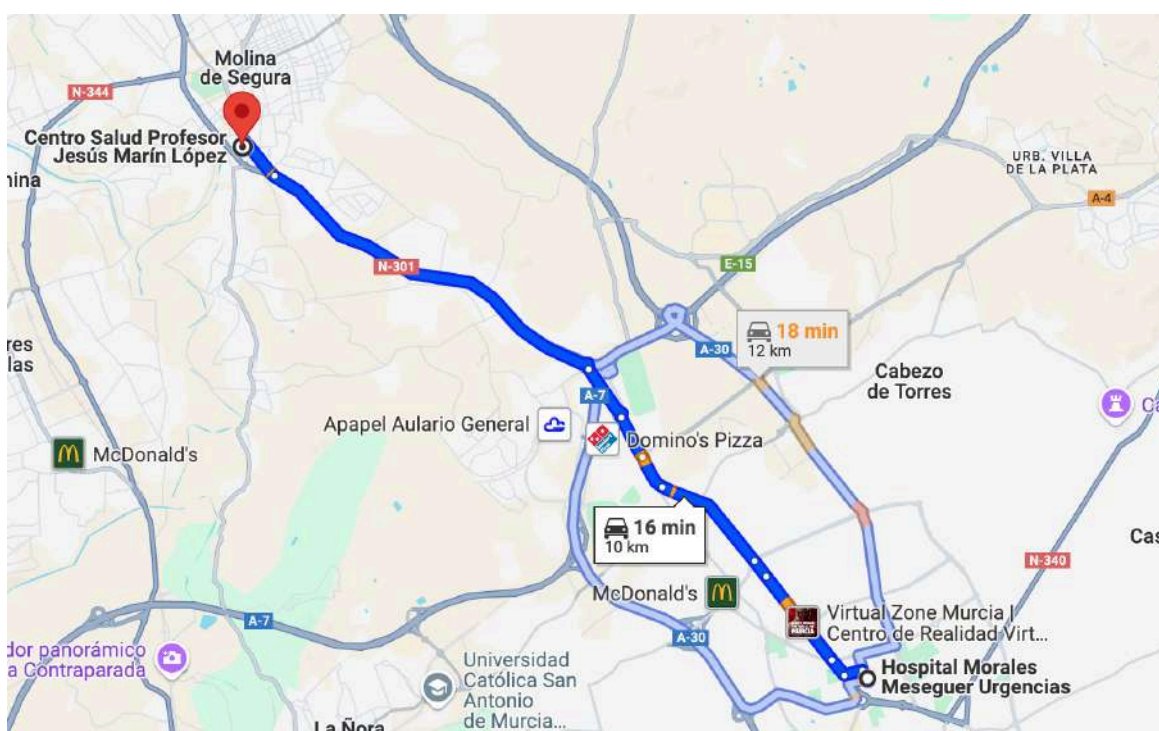 Molina
de Segura
N-344
Centro Salud Profesor
Jesús Marín López
nina
URB. VILLA
DE LA PLATA
A-4
N-301
E-15
18 min
12 km
A-30
res
las
Cabezo
de Torres
A-7
Apapel Aulario General
Domino's Pizza
McDonald's
16 min
10 km
Cas
N-340
McDonald's
Virtual Zone Murcia |
Centro de Realidad Virt...
A-7
A-30
dor panorámico
a Contraparada
Universidad
Católica San
Antonio
de Murcia...
Hospital Morales
Meseguer Urgencias
La Ñora